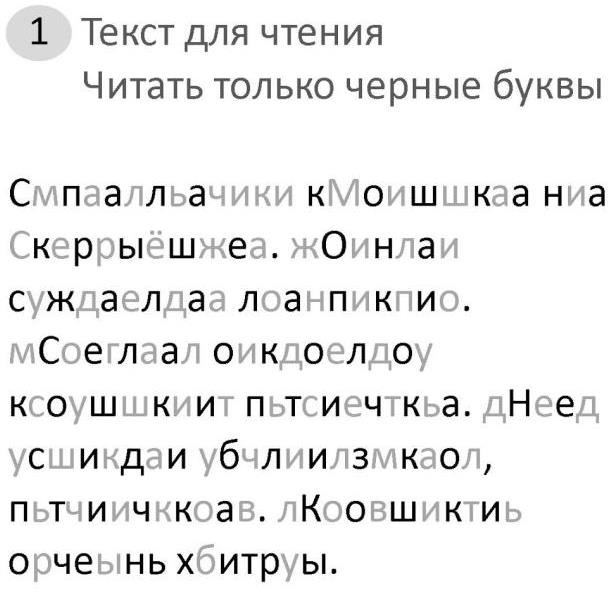 1 Текст для чтения
Читать только черные буквы
Смпаалльачики кМоишшкаа ниа
Скеррыёшжеа. жОинлаи
суждаелдаа лоанпикпио.
мСоеглаал оикдоелдоу
ксоушшкиит пьтсиечткьа. дНеед
усшикдаи убчлиилзмкаол,
пьтчиичккоав. лКоовшиктиь
орчеынь хбитруы.